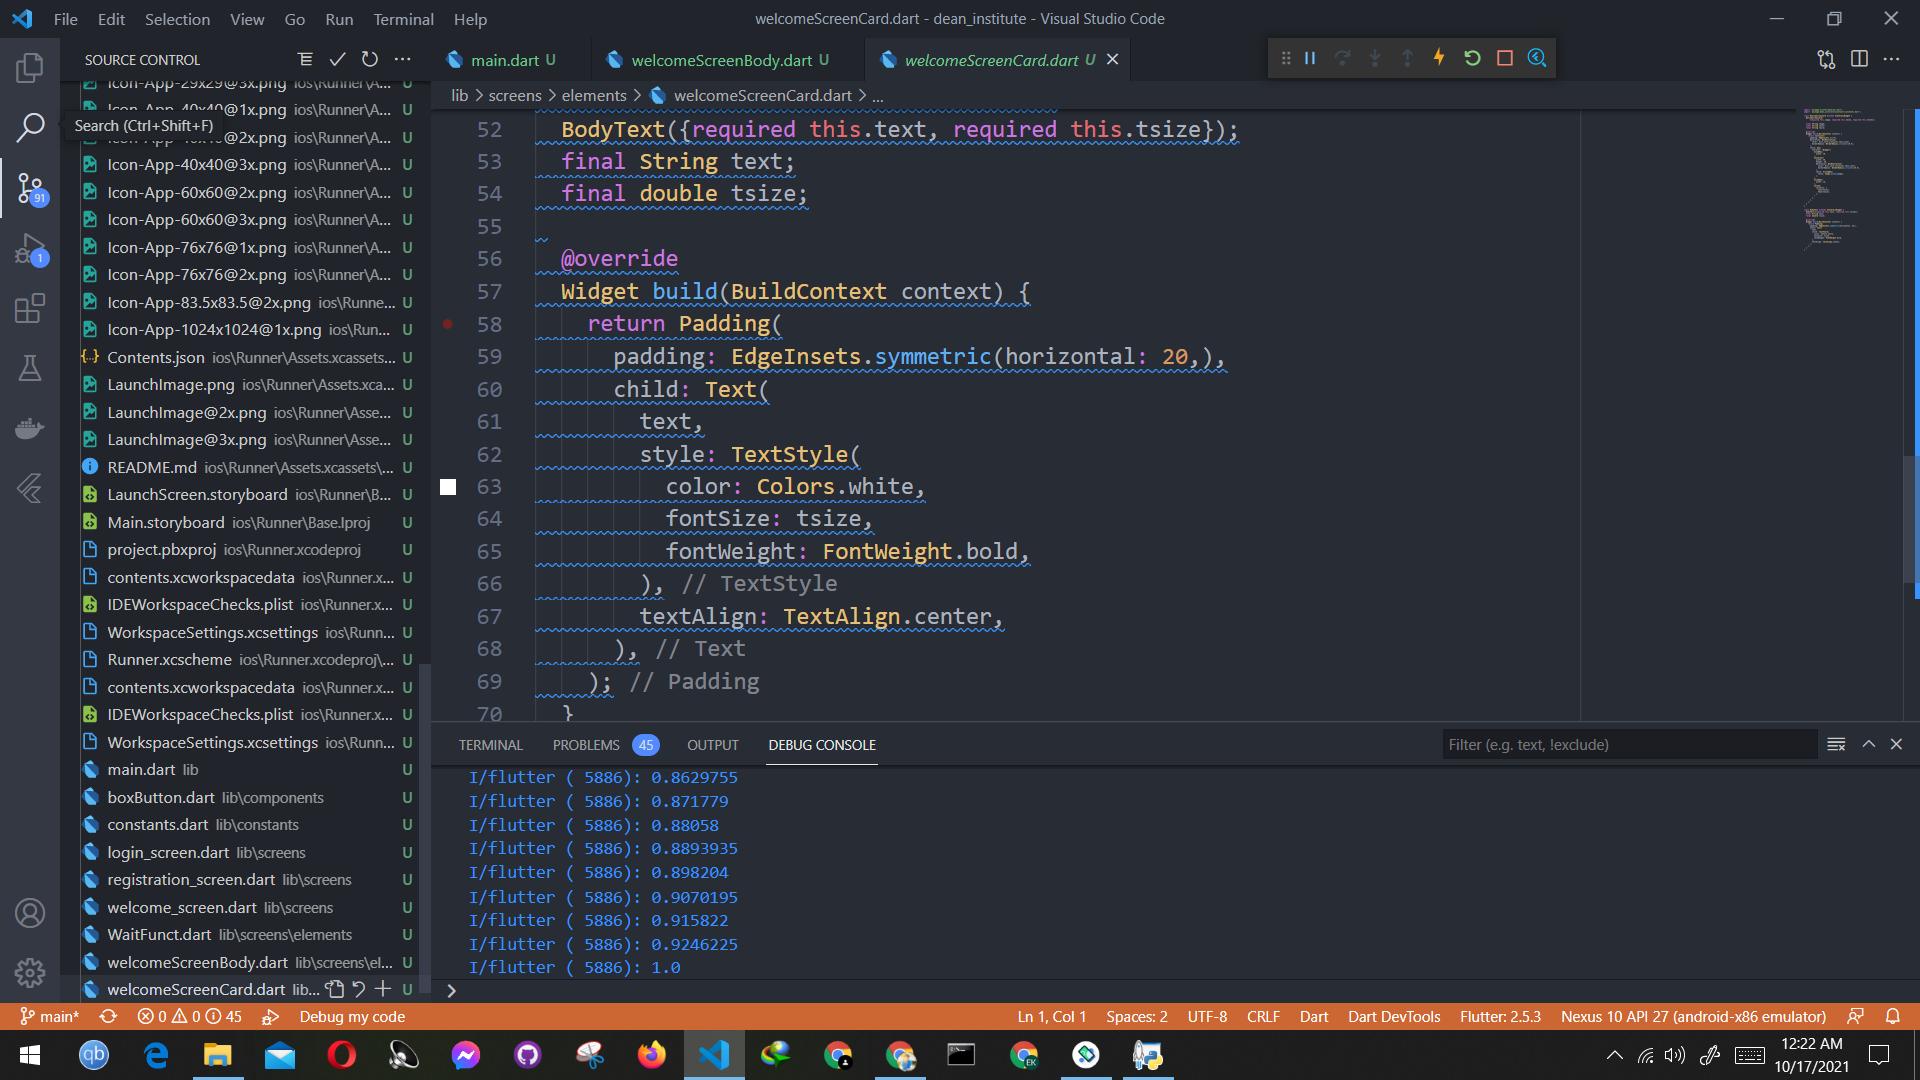 File Edit Selection View Go Run Terminal Help
welcomeScreenCard.dart - dean_institute - Visual Studio Code
SOURCE CONTROL
main.dart U
welcomeScreenBody.dart U
welcomeScreenCard.dart U
lib > screens > elements > welcomeScreenCard.dart > ...
Icon-App-29x29@3x.png ios\Runner\A... U
Icon-App-40x40@1x.png ios\Runner\A... U
Search (Ctrl+Shift+F)
@2x.png ios\Runner\A... U
Icon-App-40x40@3x.png ios\Runner\A... U
Icon-App-60x60@2x.png ios\Runner\A... U
Icon-App-60x60@3x.png ios\Runner\A... U
Icon-App-76x76@1x.png ios\Runner\A... U
Icon-App-76x76@2x.png ios\Runner\A... U
Icon-App-83.5x83.5@2x.png ios\Runne... U
Icon-App-1024x1024@1x.png ios\Run... U
Contents.json ios\Runner\Assets.xcassets... U
LaunchImage.png ios\Runner\Assets.xca... U
LaunchImage@2x.png ios\Runner\Asse... U
LaunchImage@3x.png ios\Runner\Asse... U
README.md ios\Runner\Assets.xcassets\... U
LaunchScreen.storyboard ios\Runner\B... U
Main.storyboard ios\Runner\Base.lproj U
project.pbxproj ios\Runner.xcodeproj U
contents.xcworkspacedata ios\Runner.x... U
IDEWorkspaceChecks.plist ios\Runner.x... U
WorkspaceSettings.xcsettings ios\Runn... U
Runner.xcscheme ios\Runner.xcodeproj\... U
contents.xcworkspacedata ios\Runner.x... U
IDEWorkspaceChecks.plist ios\Runner.x... U
WorkspaceSettings.xcsettings ios\Runn... U
main.dart lib U
boxButton.dart lib\components U
constants.dart lib\constants U
login_screen.dart lib\screens U
registration_screen.dart lib\screens U
welcome_screen.dart lib\screens U
WaitFunct.dart lib\screens\elements U
welcomeScreenBody.dart lib\screens\el... U
welcomeScreenCard.dart lib... U
91
1
52 BodyText({required this.text, required this.tsize});
53 final String text;
54 final double tsize;
55
56 @override
57 Widget build(BuildContext context) {
58 return Padding(
59 padding: EdgeInsets.symmetric(horizontal: 20,),
60 child: Text(
61 text,
62 style: TextStyle(
63 color: Colors.white,
64 fontSize: tsize,
65 fontWeight: FontWeight.bold,
66 ), // TextStyle
67 textAlign: TextAlign.center,
68 ), // Text
69 ); // Padding
70 }
TERMINAL PROBLEMS 45 OUTPUT DEBUG CONSOLE
Filter (e.g. text, !exclude)
I/flutter ( 5886): 0.8629755
I/flutter ( 5886): 0.871779
I/flutter ( 5886): 0.88058
I/flutter ( 5886): 0.8893935
I/flutter ( 5886): 0.898204
I/flutter ( 5886): 0.9070195
I/flutter ( 5886): 0.915822
I/flutter ( 5886): 0.9246225
I/flutter ( 5886): 1.0
>
main* 0 0 45 Debug my code
Ln 1, Col 1 Spaces: 2 UTF-8 CRLF Dart Dart DevTools Flutter: 2.5.3 Nexus 10 API 27 (android-x86 emulator)
qb
EK
12:22 AM
10/17/2021